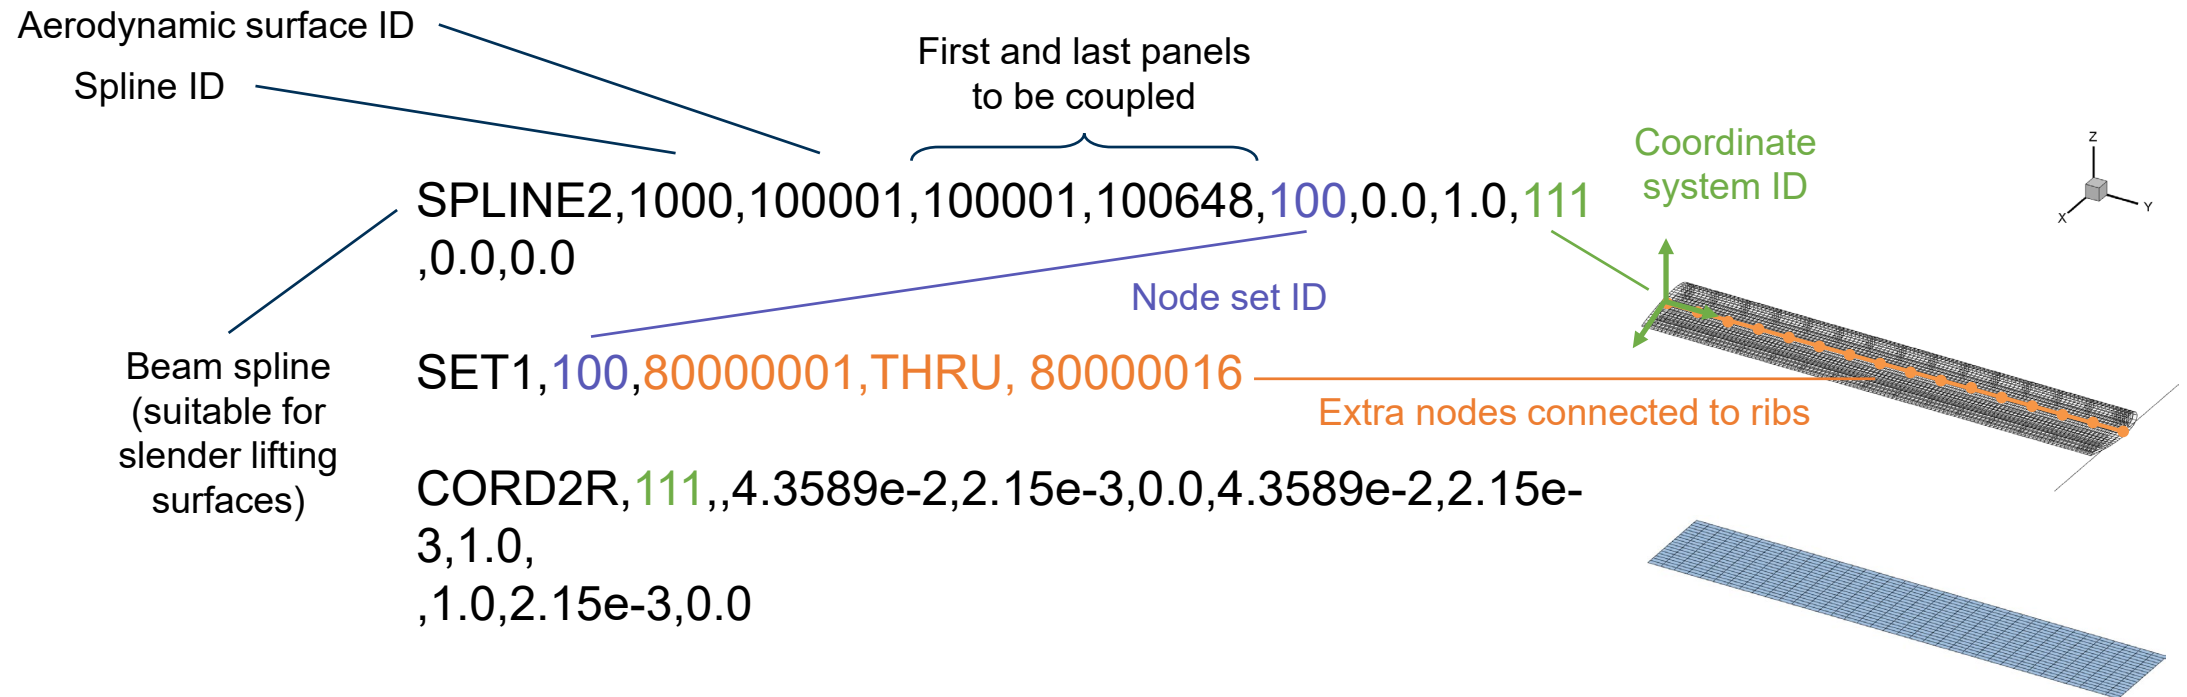 Aerodynamic surface ID
Spline ID
First and last panels
to be coupled
Coordinate
system ID
SPLINE2,1000,100001,100001,100648,100,0.0,1.0,111
,0.0,0.0
Node set ID
Beam spline
(suitable for
slender lifting
surfaces)
SET1,100,80000001,THRU, 80000016
Extra nodes connected to ribs
CORD2R,111,,4.3589e-2,2.15e-3,0.0,4.3589e-2,2.15e-
3,1.0,
,1.0,2.15e-3,0.0
Z
X
Y